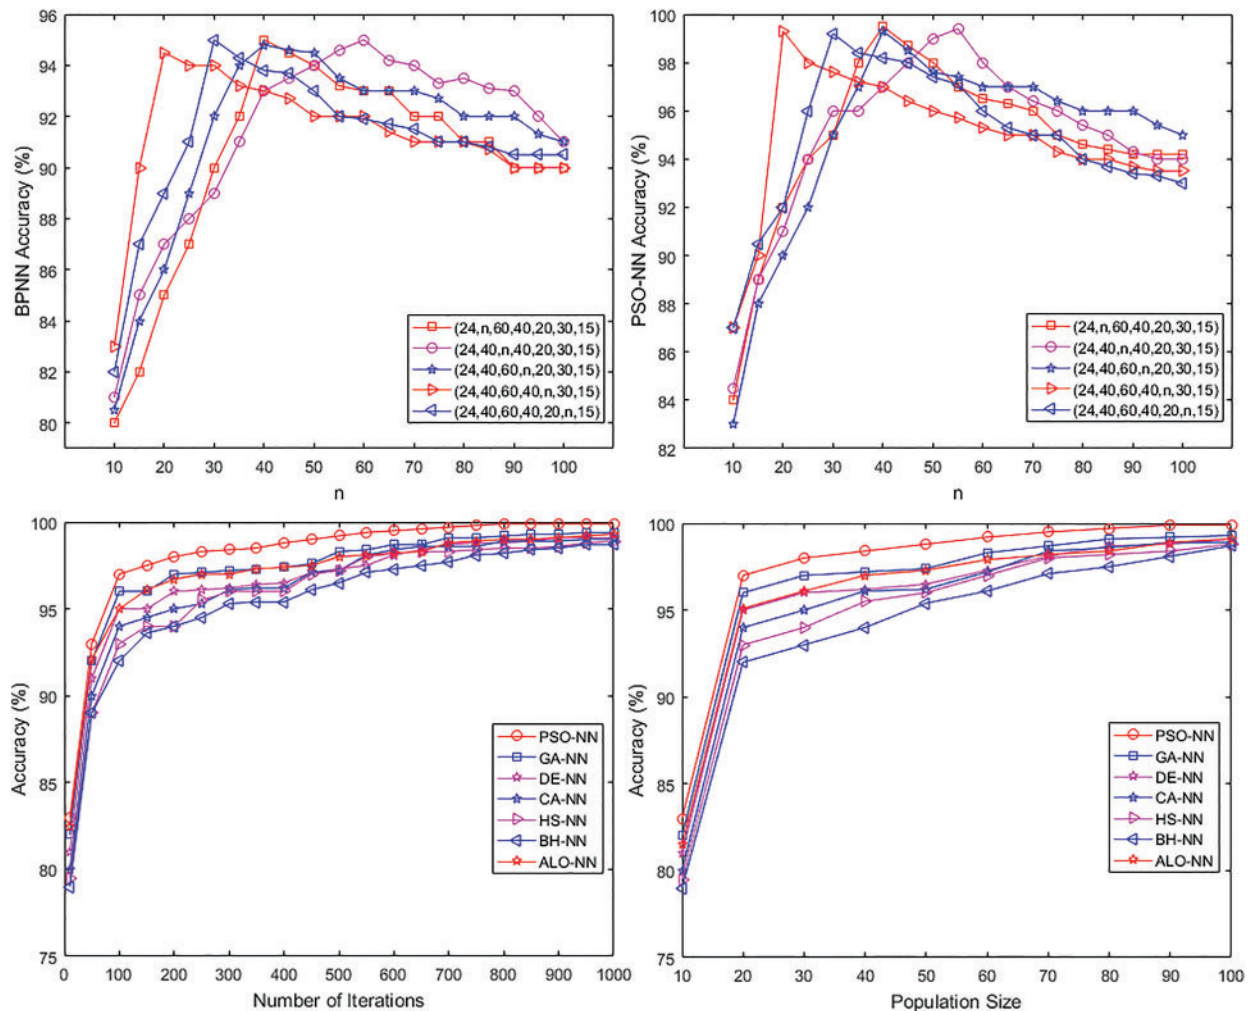 96
94
92
90
88
86
84
82
80
BPNN Accuracy (%)
10 20 30 40 50 60 70 80 90 100
n
(24,n,60,40,20,30,15)
(24,40,n,40,20,30,15)
(24,40,60,n,20,30,15)
(24,40,60,40,n,30,15)
(24,40,60,40,20,n,15)
100
98
96
94
92
90
88
86
84
82
PSO-NN Accuracy (%)
10 20 30 40 50 60 70 80 90 100
n
(24,n,60,40,20,30,15)
(24,40,n,40,20,30,15)
(24,40,60,n,20,30,15)
(24,40,60,40,n,30,15)
(24,40,60,40,20,n,15)
100
95
90
85
80
75
Accuracy (%)
0 100 200 300 400 500 600 700 800 900 1000
Number of Iterations
PSO-NN
GA-NN
DE-NN
CA-NN
HS-NN
BH-NN
ALO-NN
100
95
90
85
80
75
Accuracy (%)
10 20 30 40 50 60 70 80 90 100
Population Size
PSO-NN
GA-NN
DE-NN
CA-NN
HS-NN
BH-NN
ALO-NN